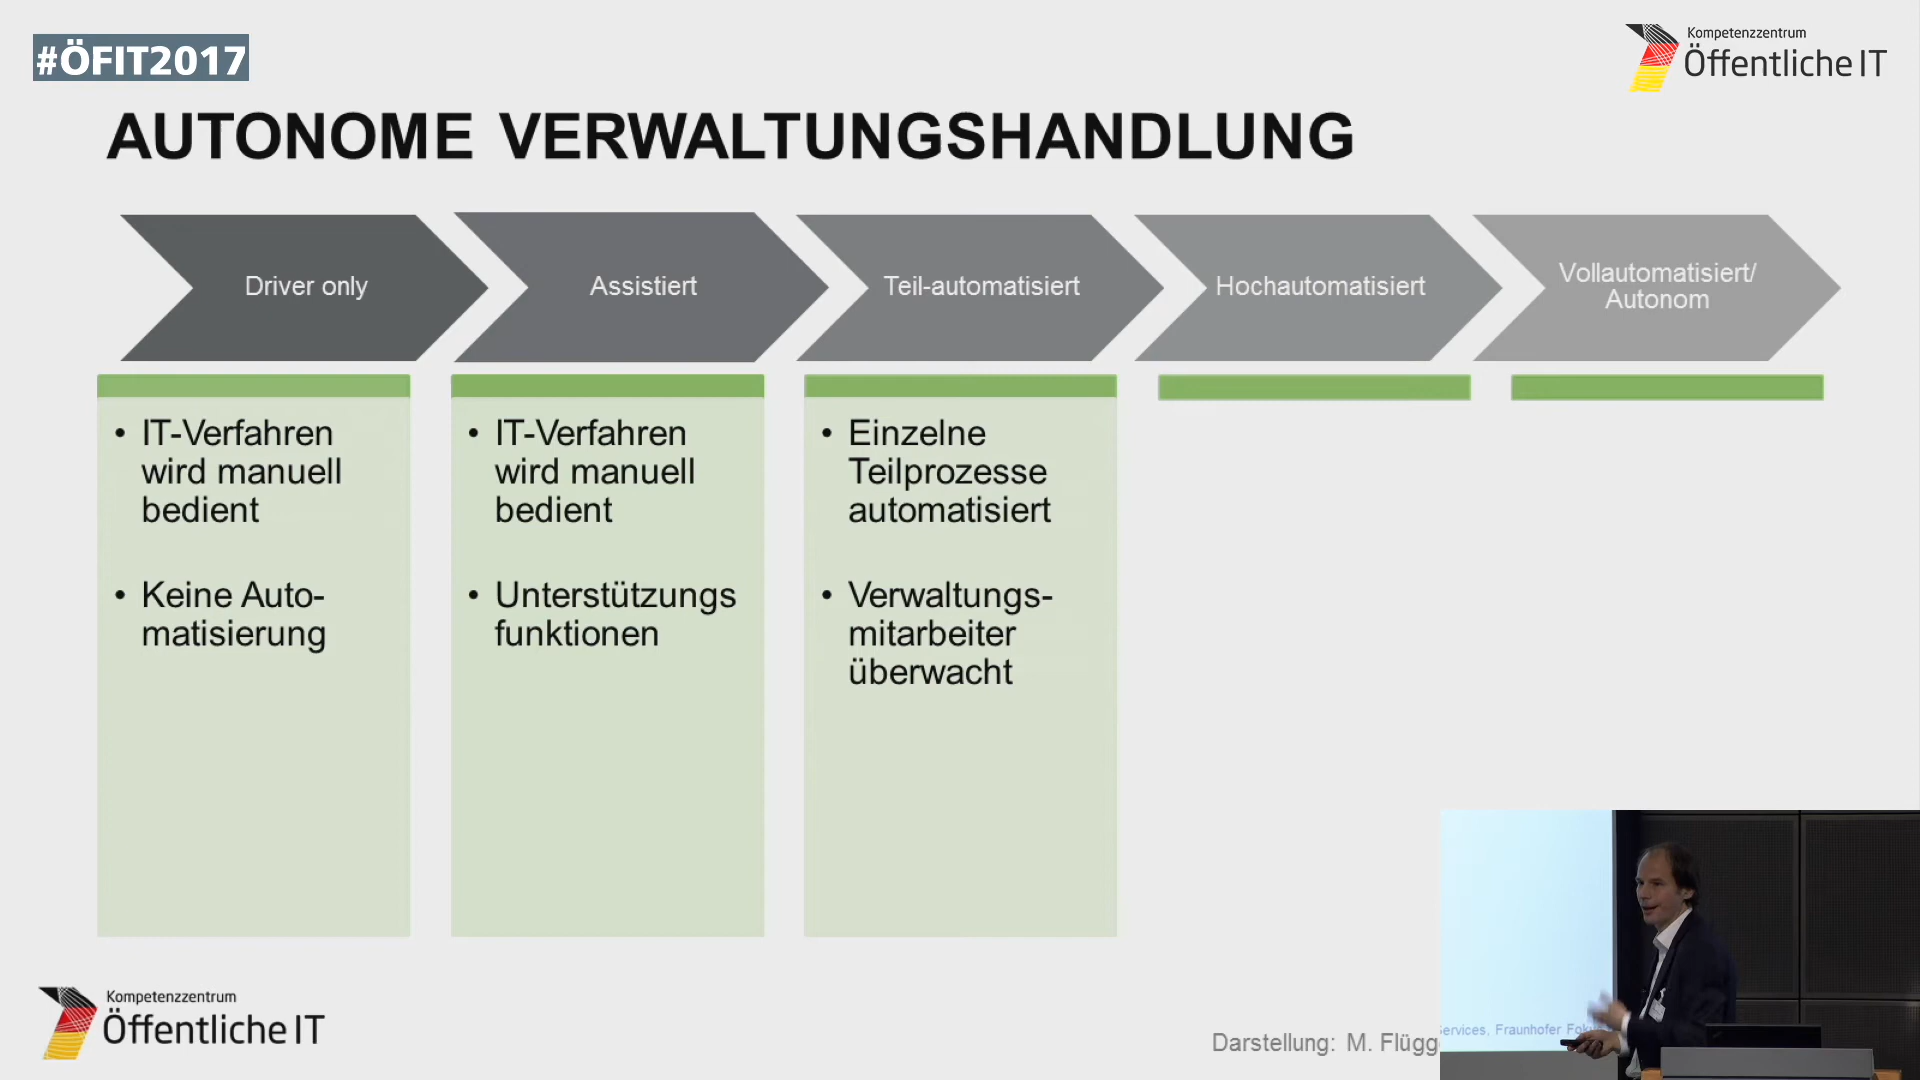 #ÖFIT2017
Kompetenzzentrum
Öffentliche IT
AUTONOME VERWALTUNGSHANDLUNG
Driver only
Assistiert
Teil-automatisiert
Hochautomatisiert
Vollautomatisiert/
Autonom
• IT-Verfahren
wird manuell
bedient
• Keine Auto-
matisierung
• IT-Verfahren
wird manuell
bedient
• Unterstützungs
funktionen
• Einzelne
Teilprozesse
automatisiert
• Verwaltungs-
mitarbeiter
überwacht
Kompetenzzentrum
Öffentliche IT
Darstellung: M.
Services, Fraunhofer